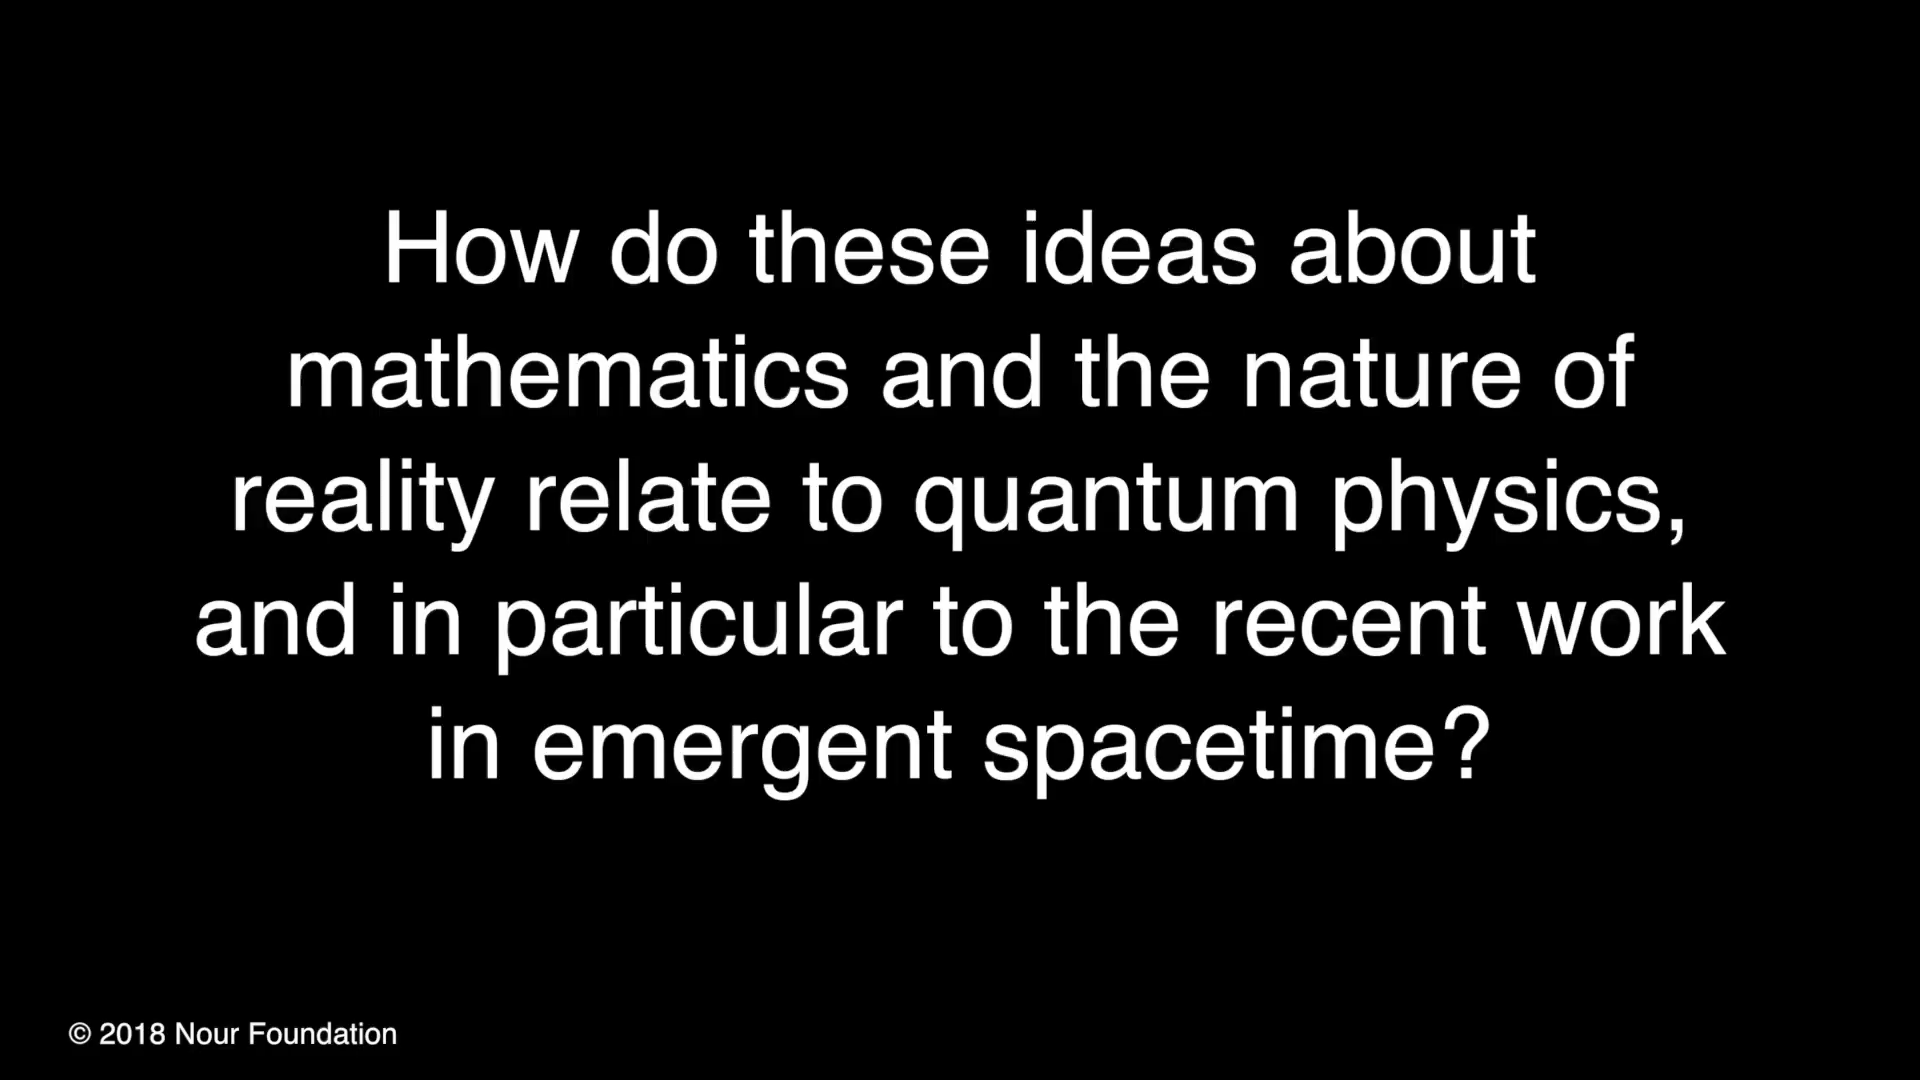 How do these ideas about
mathematics and the nature of
reality relate to quantum physics,
and in particular to the recent work
in emergent spacetime?
© 2018 Nour Foundation